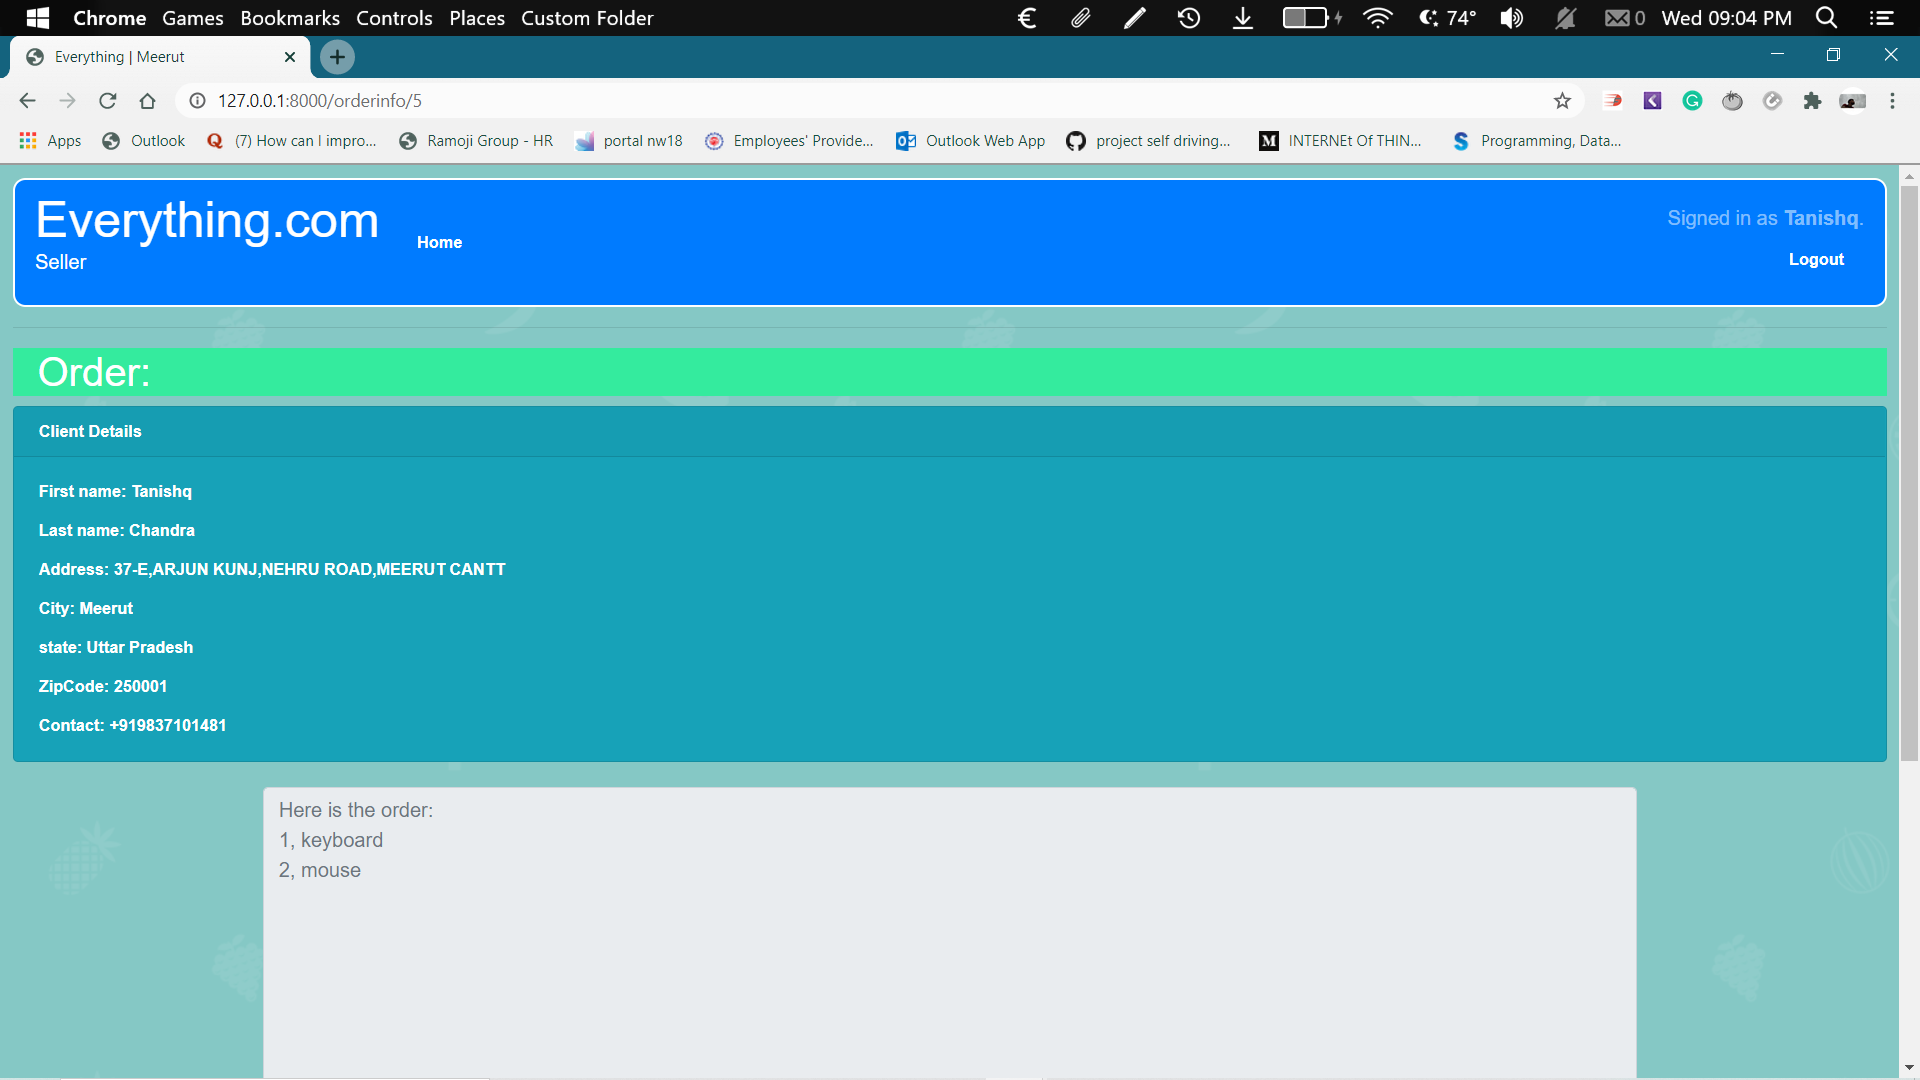 Chrome Games Bookmarks Controls Places Custom Folder € 74° 0 Wed 09:04 PM
Everything | Meerut
127.0.0.1:8000/orderinfo/5
Apps Outlook (7) How can I impro... Ramoji Group - HR portal nw18 Employees' Provide... Outlook Web App project self driving... INTERNEt Of THIN... Programming, Data...
Everything.com
Home
Seller
Signed in as Tanishq.
Logout
Order:
Client Details
First name: Tanishq
Last name: Chandra
Address: 37-E,ARJUN KUNJ,NEHRU ROAD,MEERUT CANTT
City: Meerut
state: Uttar Pradesh
ZipCode: 250001
Contact: +919837101481
Here is the order:
1, keyboard
2, mouse